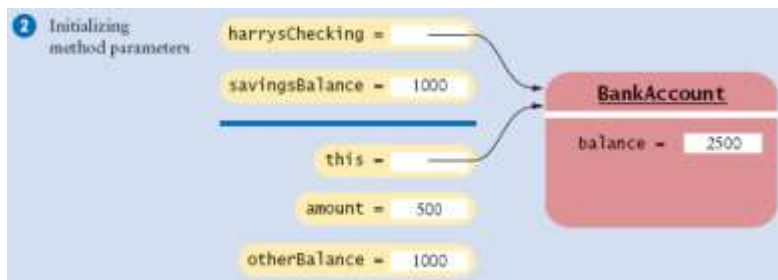 2 Initializing
method parameters
harrysChecking =
savingsBalance = 1000
BankAccount
balance = 2500
this =
amount = 500
otherBalance = 1000